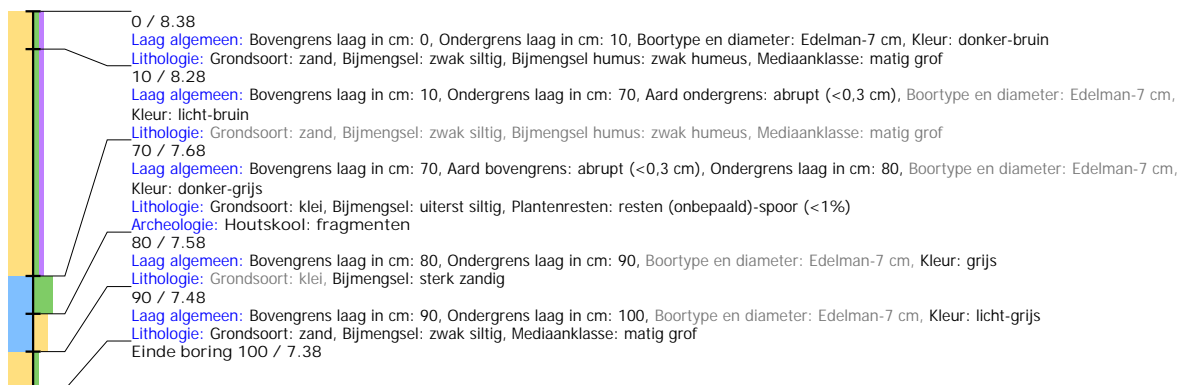 0 / 8.38
Laag algemeen: Bovengrens laag in cm: 0, Ondergrens laag in cm: 10, Boortype en diameter: Edelman-7 cm, Kleur: donker-bruin
Lithologie: Grondsoort: zand, Bijmengsel: zwak siltig, Bijmengsel humus: zwak humeus, Mediaanklasse: matig grof
10 / 8.28
Laag algemeen: Bovengrens laag in cm: 10, Ondergrens laag in cm: 70, Aard ondergrens: abrupt (<0,3 cm), Boortype en diameter: Edelman-7 cm,
Kleur: licht-bruin
Lithologie: Grondsoort: zand, Bijmengsel: zwak siltig, Bijmengsel humus: zwak humeus, Mediaanklasse: matig grof
70 / 7.68
Laag algemeen: Bovengrens laag in cm: 70, Aard bovengrens: abrupt (<0,3 cm), Ondergrens laag in cm: 80, Boortype en diameter: Edelman-7 cm,
Kleur: donker-grijs
Lithologie: Grondsoort: klei, Bijmengsel: uiterst siltig, Plantenresten: resten (onbepaald)-spoor (<1%)
Archeologie: Houtskool: fragmenten
80 / 7.58
Laag algemeen: Bovengrens laag in cm: 80, Ondergrens laag in cm: 90, Boortype en diameter: Edelman-7 cm, Kleur: grijs
Lithologie: Grondsoort: klei, Bijmengsel: sterk zandig
90 / 7.48
Laag algemeen: Bovengrens laag in cm: 90, Ondergrens laag in cm: 100, Boortype en diameter: Edelman-7 cm, Kleur: licht-grijs
Lithologie: Grondsoort: zand, Bijmengsel: zwak siltig, Mediaanklasse: matig grof
Einde boring 100 / 7.38